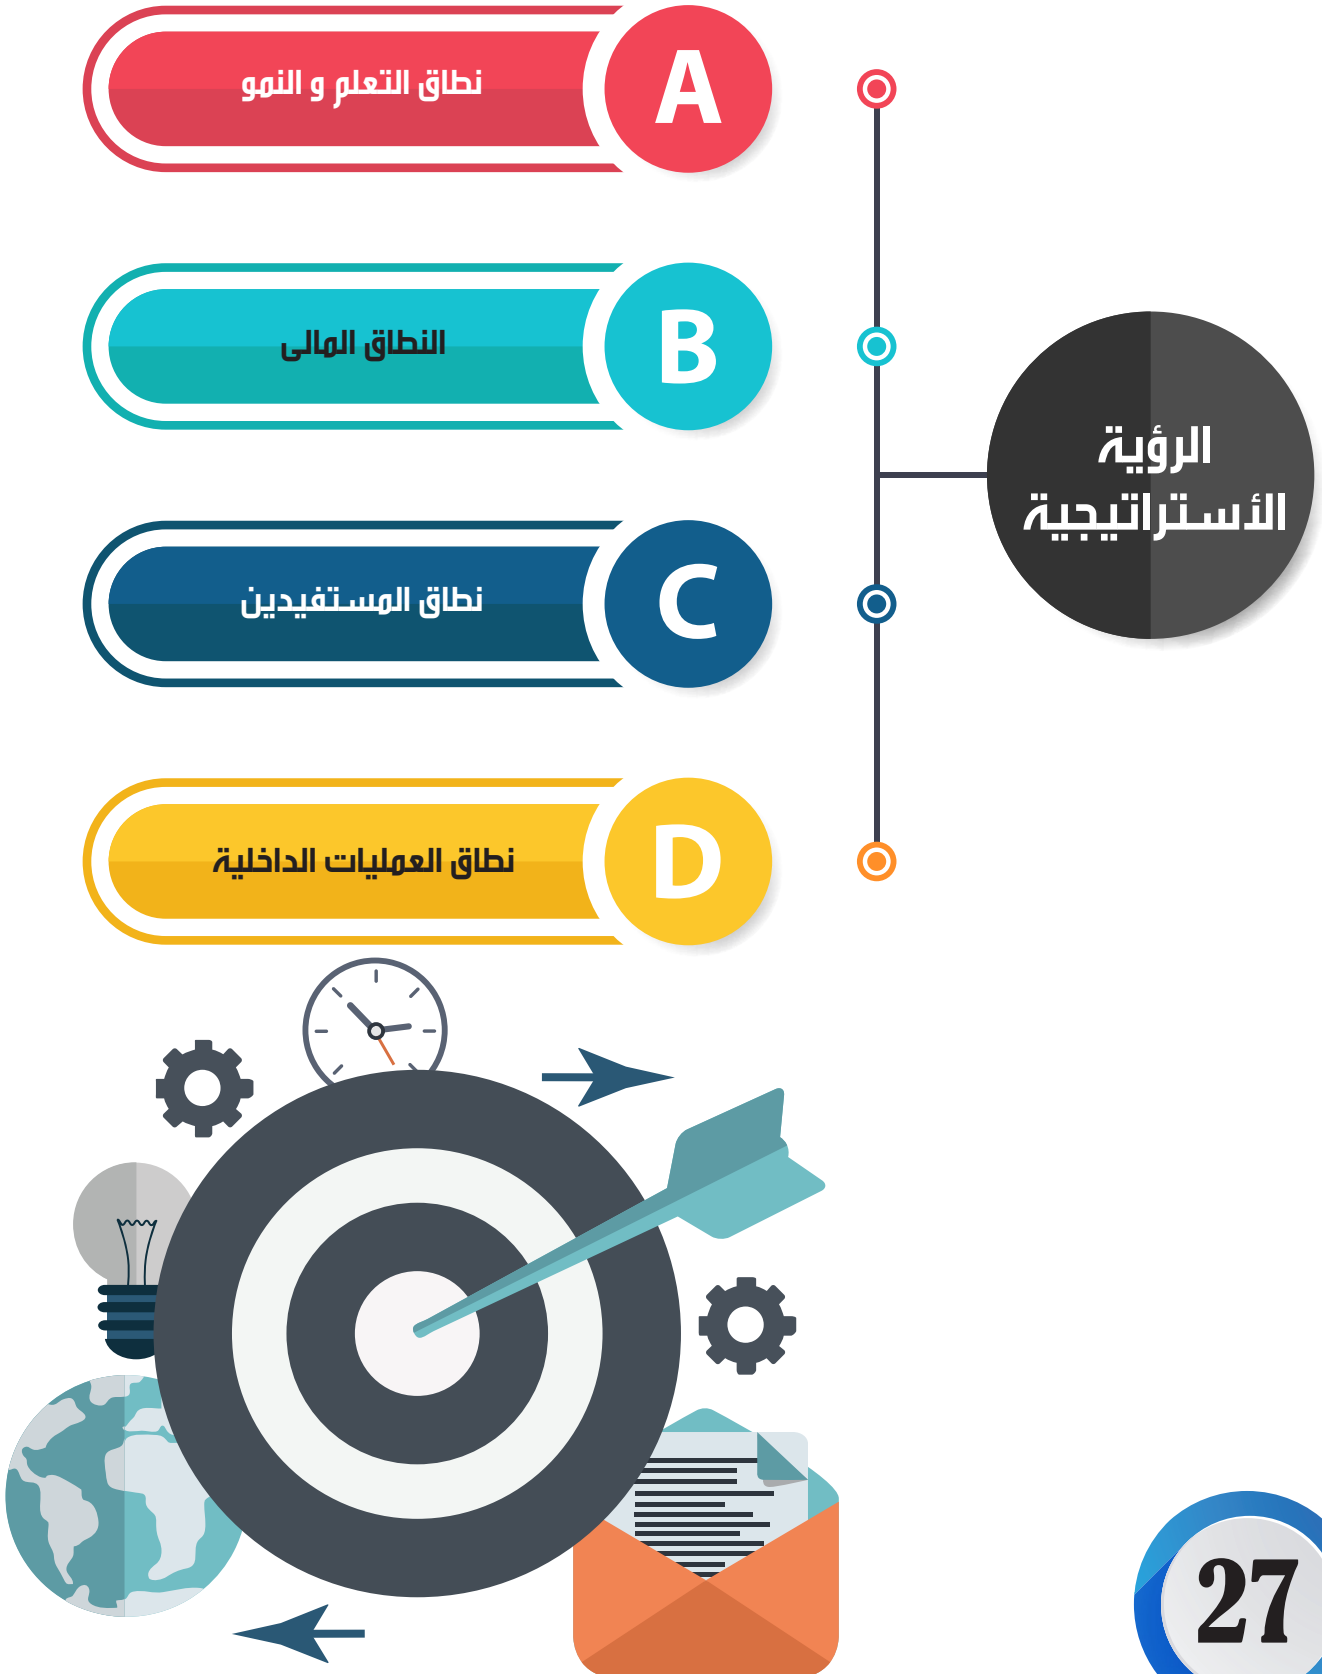 A
نطاق التعلم و النمو
B
النطاق المالى
الرؤية
الأستراتيجية
C
نطاق المستفيدين
D
نطاق العمليات الداخلية
27